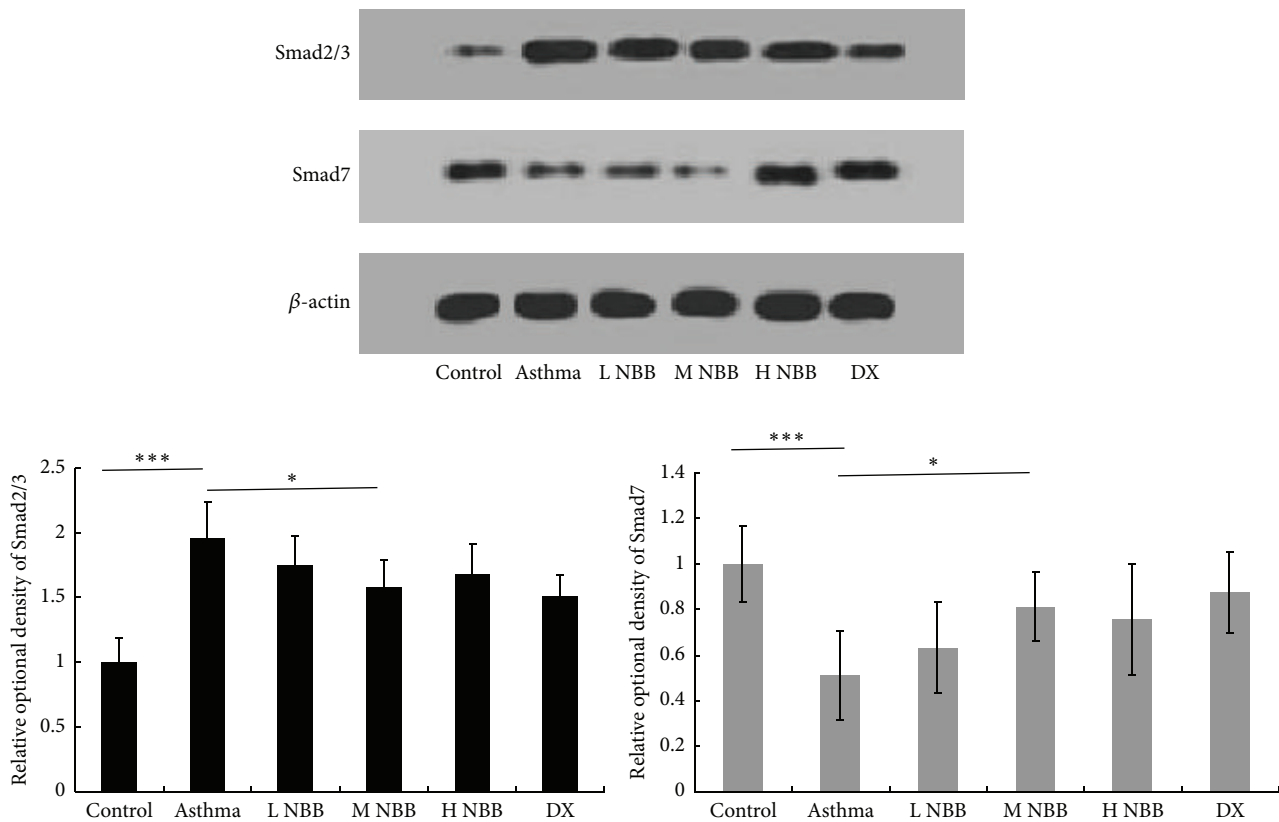 Smad2/3
Smad7
β-actin
Control Asthma L NBB M NBB H NBB DX
Relative optional density of Smad2/3
2.5
2
1.5
1
0.5
0
***
*
Control Asthma L NBB M NBB H NBB DX
Relative optional density of Smad7
1.4
1.2
1
0.8
0.6
0.4
0.2
0
***
*
Control Asthma L NBB M NBB H NBB DX